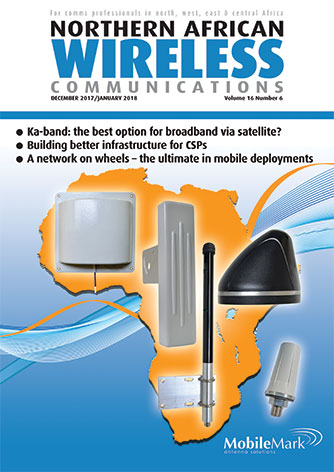 For comms professionals in north, west, east & central Africa
NORTHERN AFRICAN
WIRELESS
COMMUNICATIONS
DECEMBER 2017/JANUARY 2018 Volume 16 Number 6
● Ka-band: the best option for broadband via satellite?
● Building better infrastructure for CSPs
● A network on wheels – the ultimate in mobile deployments
MobileMark
antenna solutions